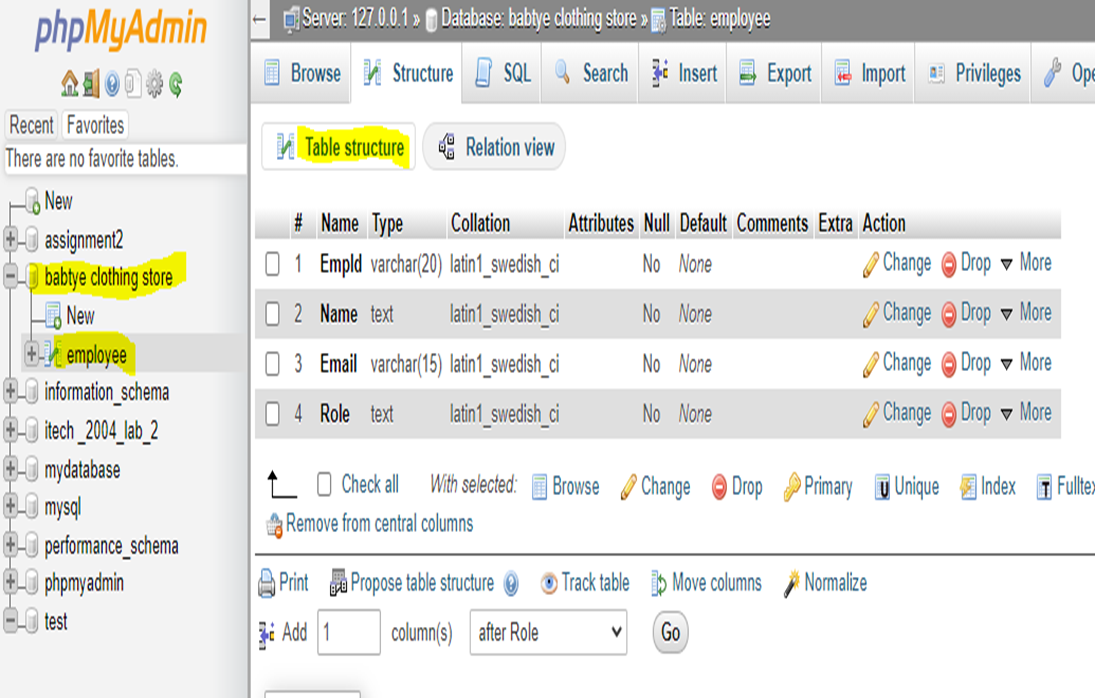 phpMyAdmin
Recent Favorites
There are no favorite tables.
New
assignment2
babtye clothing store
New
employee
information_schema
itech _2004_lab_2
mydatabase
mysql
performance_schema
phpmyadmin
test
← Server: 127.0.0.1 » Database: babtye clothing store » Table: employee
Browse Structure SQL Search Insert Export Import Privileges Ope
Table structure Relation view
# Name Type Collation Attributes Null Default Comments Extra Action
1 EmpId varchar(20) latin1_swedish_ci No None Change Drop More
2 Name text latin1_swedish_ci No None Change Drop More
3 Email varchar(15) latin1_swedish_ci No None Change Drop More
4 Role text latin1_swedish_ci No None Change Drop More
Check all With selected: Browse Change Drop Primary Unique Index Fulltex
Remove from central columns
Print Propose table structure Track table Move columns Normalize
Add 1 column(s) after Role Go